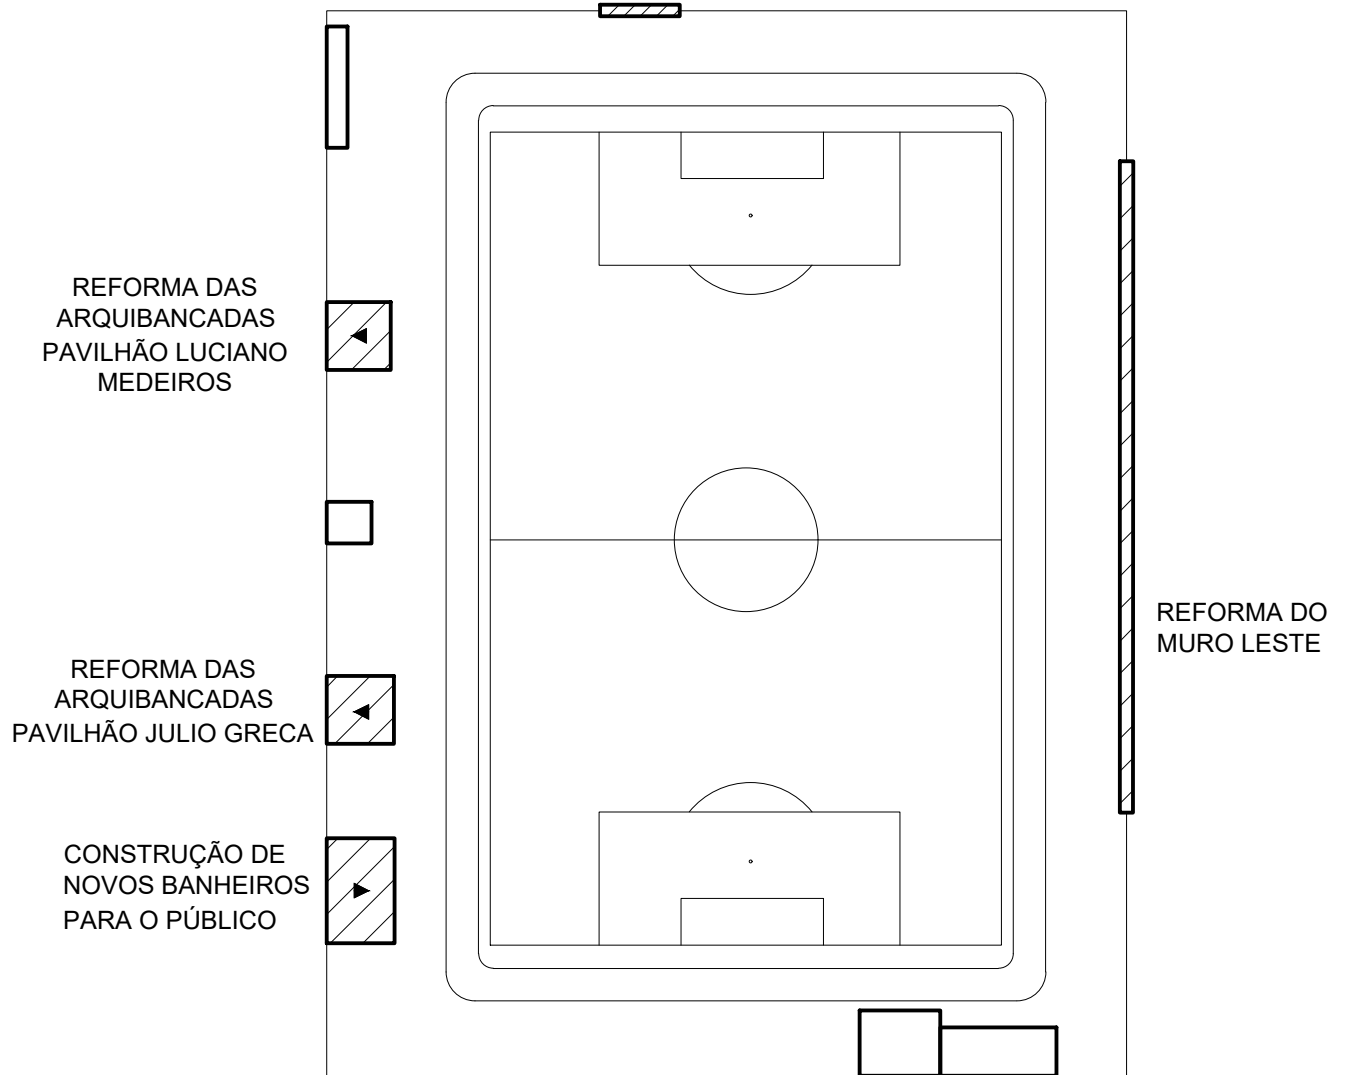 REFORMA DAS
ARQUIBANCADAS
PAVILHÃO LUCIANO
MEDEIROS
REFORMA DO
MURO LESTE
REFORMA DAS
ARQUIBANCADAS
PAVILHÃO JULIO GRECA
CONSTRUÇÃO DE
NOVOS BANHEIROS
PARA O PÚBLICO